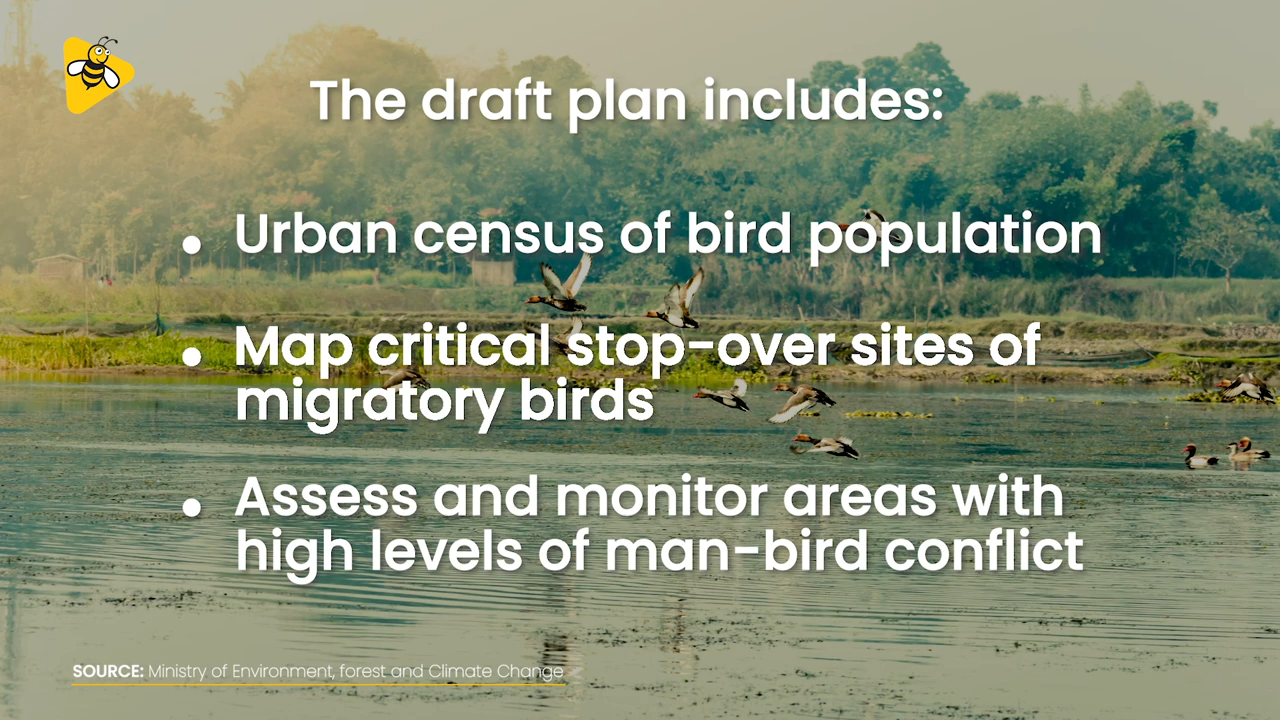 The draft plan includes:
• Urban census of bird population
• Map critical stop-over sites of
migratory birds
• Assess and monitor areas with
high levels of man-bird conflict
SOURCE: Ministry of Environment, forest and Climate Change